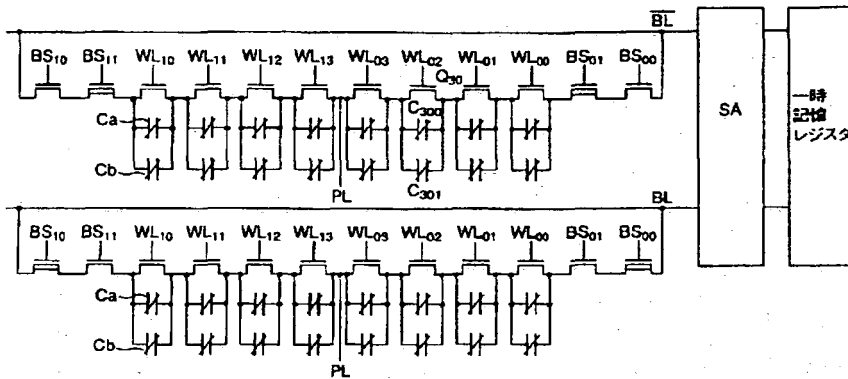 BL
BS10 BS11 WL10 WL11 WL12 WL13 WL03 WL02 WL01 WL00 BS01 BS00
Q30
C300
Ca
Cb
C301
PL
SA
一時
記憶
レジスタ
BL
BS10 BS11 WL10 WL11 WL12 WL13 WL03 WL02 WL01 WL00 BS01 BS00
Ca
Cb
PL